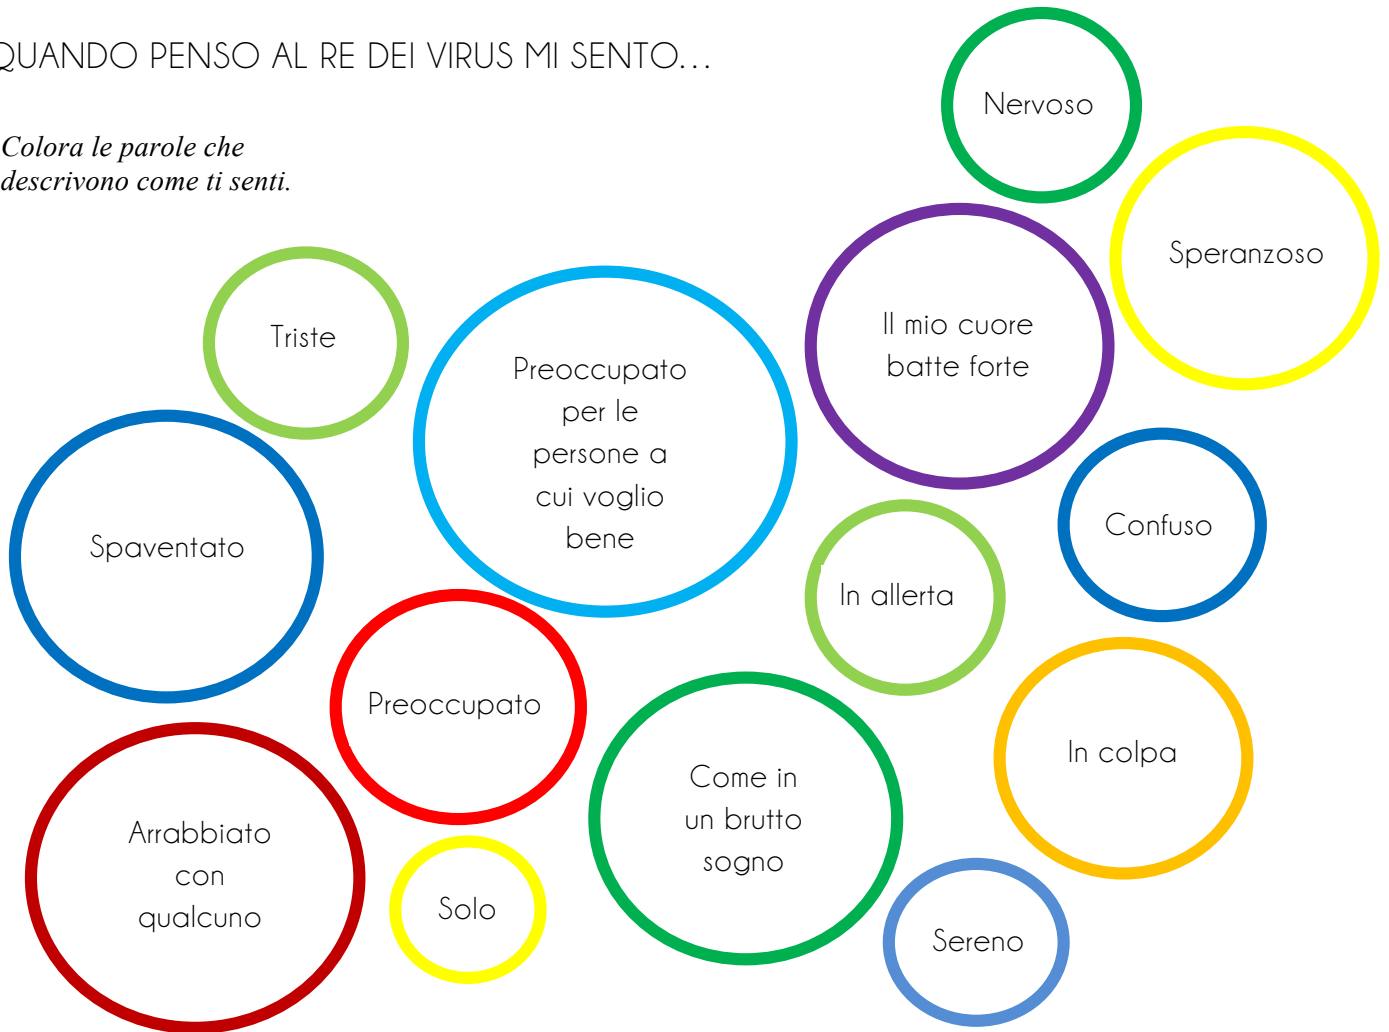 QUANDO PENSO AL RE DEI VIRUS MI SENTO...
Colora le parole che
descrivono come ti senti.
Nervoso
Speranzoso
Triste
Il mio cuore
batte forte
Preoccupato
per le
persone a
cui voglio
bene
Spaventato
Confuso
In allerta
Preoccupato
In colpa
Come in
un brutto
sogno
Arrabbiato
con
qualcuno
Solo
Sereno